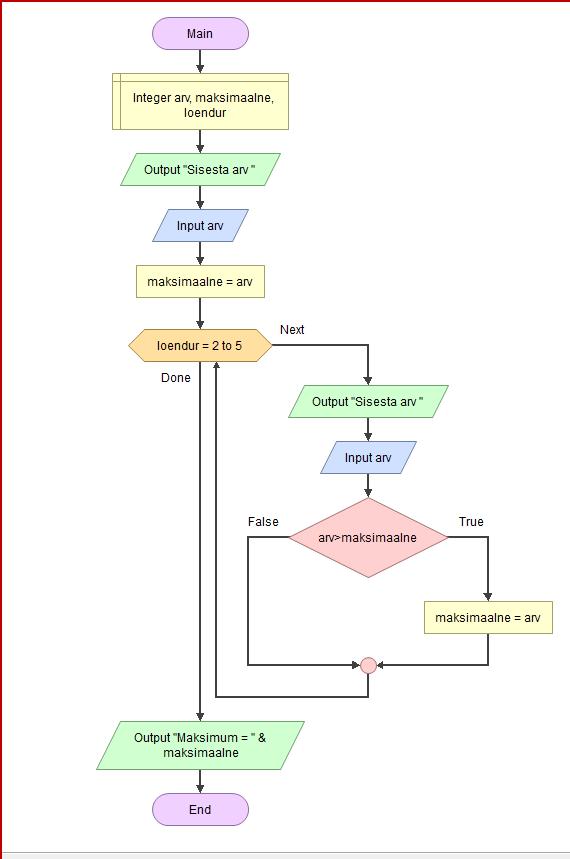 Main
Integer arv, maksimaalne,
loendur
Output "Sisesta arv "
Input arv
maksimaalne = arv
loendur = 2 to 5
Next
Done
Output "Sisesta arv "
Input arv
False
True
arv>maksimaalne
maksimaalne = arv
Output "Maksimum = " &
maksimaalne
End